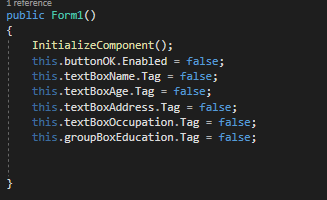 1 reference
public Form1()
{
InitializeComponent();
this.buttonOK.Enabled = false;
this.textBoxName.Tag = false;
this.textBoxAge.Tag = false;
this.textBoxAddress.Tag = false;
this.textBoxOccupation.Tag = false;
this.groupBoxEducation.Tag = false;
}